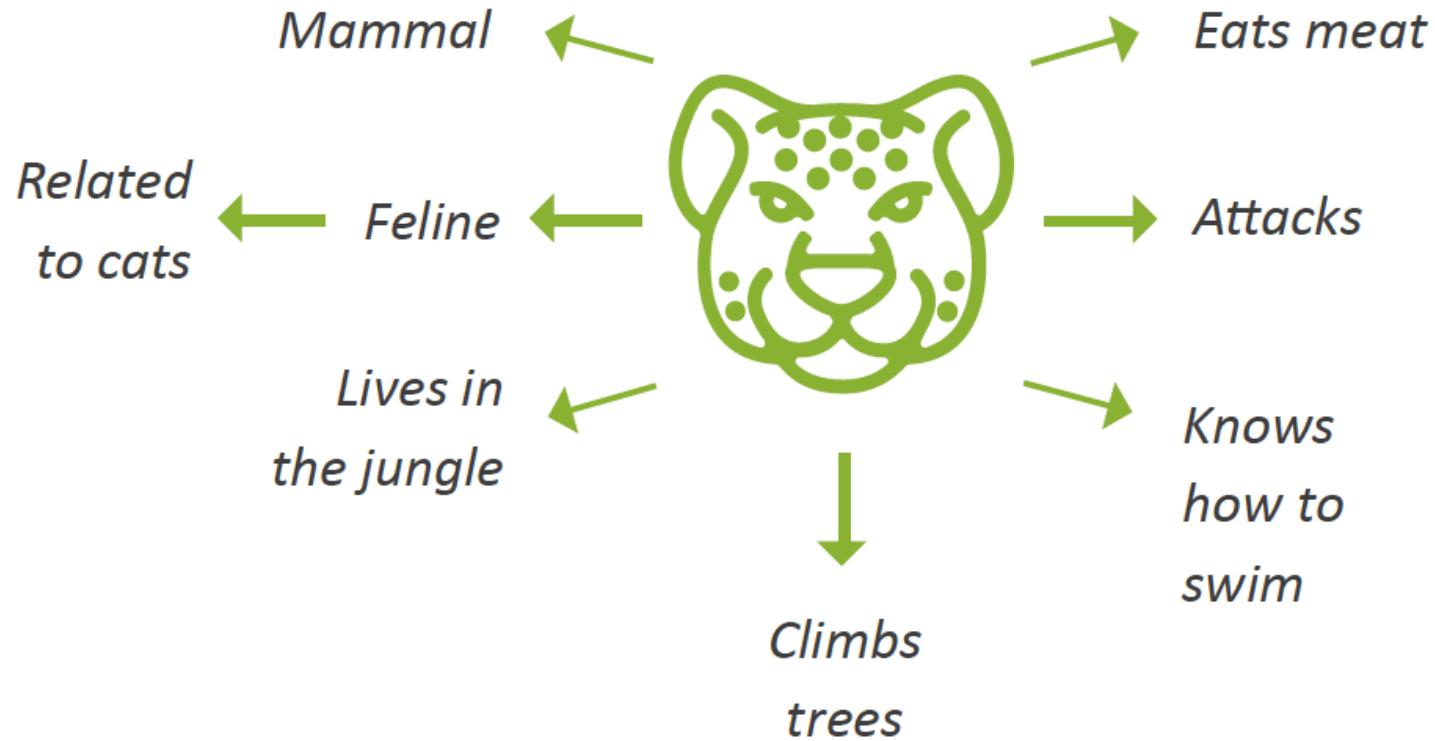 Mammal
Eats meat
Related
to cats
Feline
Attacks
Lives in
the jungle
Knows
how to
swim
Climbs
trees